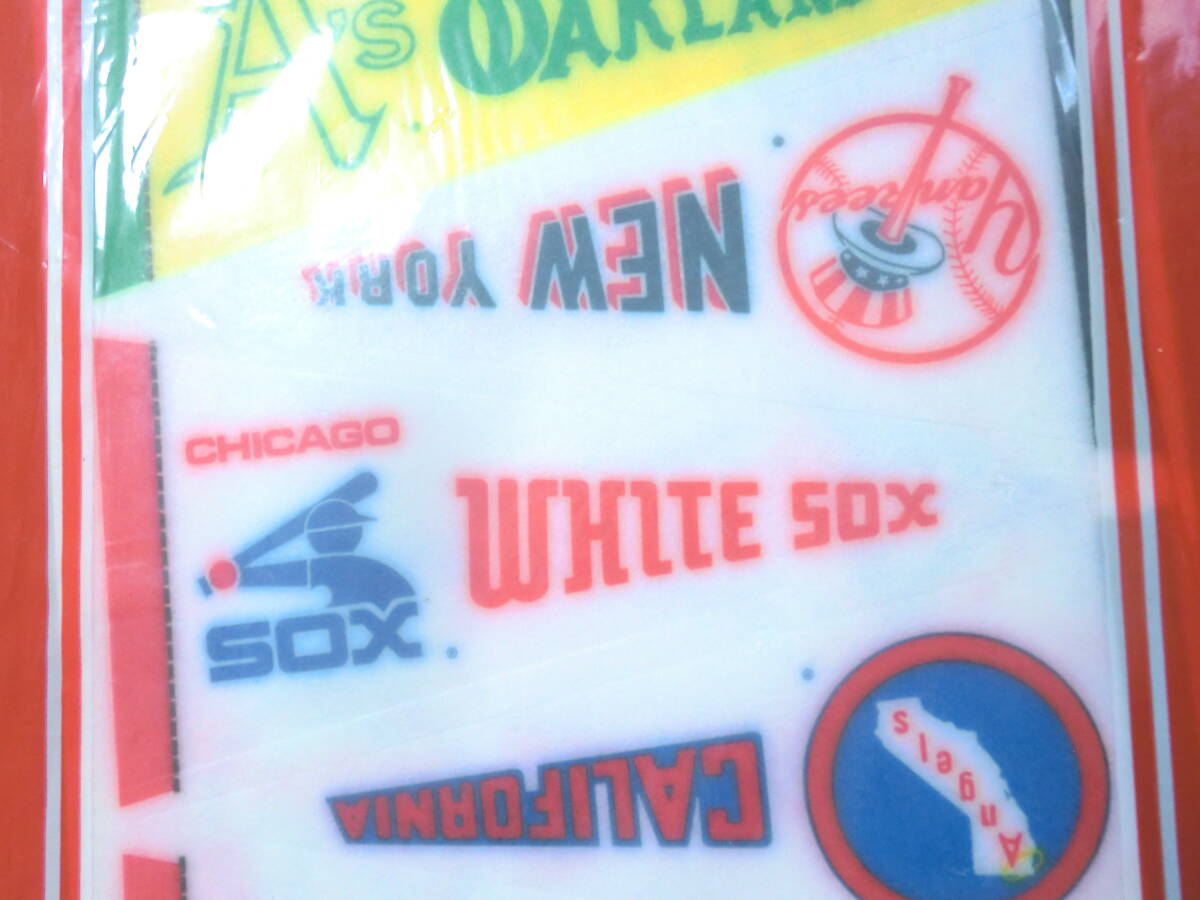 A's OAKLAND
NEW YORK
Yankees
CHICAGO
SOX
WHITE SOX
CALIFORNIA
Angels